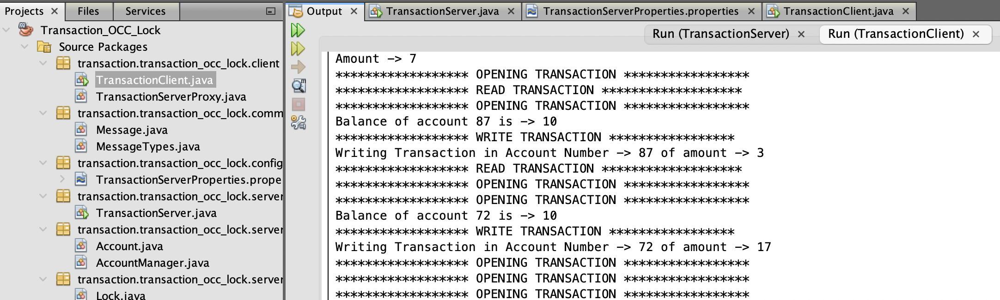 Projects
Files
Services
Transaction_OCC_Lock
Source Packages
transaction.transaction_occ_lock.client
TransactionClient.java
TransactionServerProxy.java
transaction.transaction_occ_lock.comm
Message.java
MessageTypes.java
transaction.transaction_occ_lock.config
TransactionServerProperties.prope
transaction.transaction_occ_lock.server
TransactionServer.java
transaction.transaction_occ_lock.server
Account.java
AccountManager.java
transaction.transaction_occ_lock.server
Lock.java
Output
TransactionServer.java
TransactionServerProperties.properties
TransactionClient.java
Run (TransactionServer)
Run (TransactionClient)
Amount -> 7
****************** OPENING TRANSACTION *****************
****************** READ TRANSACTION *******************
****************** OPENING TRANSACTION *****************
Balance of account 87 is -> 10
****************** WRITE TRANSACTION *****************
Writing Transaction in Account Number -> 87 of amount -> 3
****************** READ TRANSACTION *******************
****************** OPENING TRANSACTION *****************
****************** OPENING TRANSACTION *****************
Balance of account 72 is -> 10
****************** WRITE TRANSACTION *****************
Writing Transaction in Account Number -> 72 of amount -> 17
****************** OPENING TRANSACTION *****************
****************** OPENING TRANSACTION *****************
****************** OPENING TRANSACTION *****************